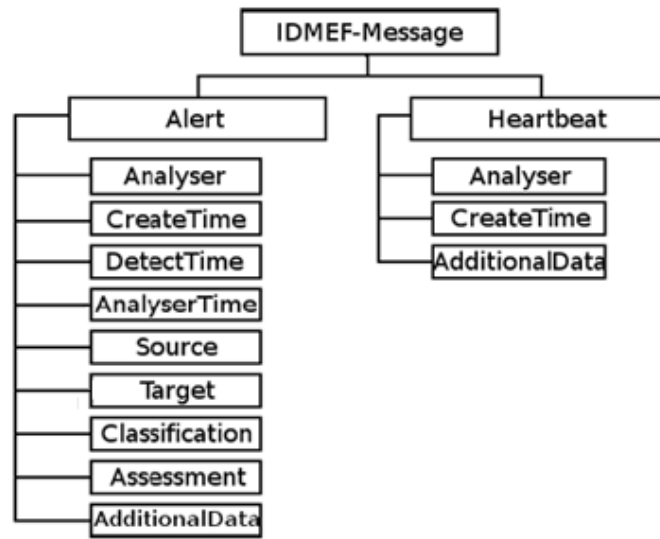 IDMEF-Message
Alert
Analyser
CreateTime
DetectTime
AnalyserTime
Source
Target
Classification
Assessment
AdditionalData
Heartbeat
Analyser
CreateTime
AdditionalData